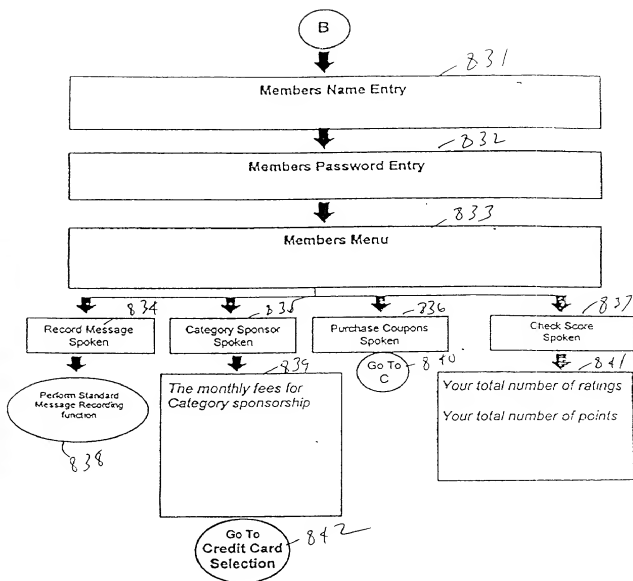 B
831
Members Name Entry
832
Members Password Entry
833
Members Menu
834
835
836
837
Record Message
Spoken
Category Sponsor
Spoken
Purchase Coupons
Spoken
Check Score
Spoken
839
840
841
Perform Standard
Message Recording
function
838
The monthly fees for
Category sponsorship
Go To
C
Your total number of ratings
Your total number of points
Go To
Credit Card
Selection
842